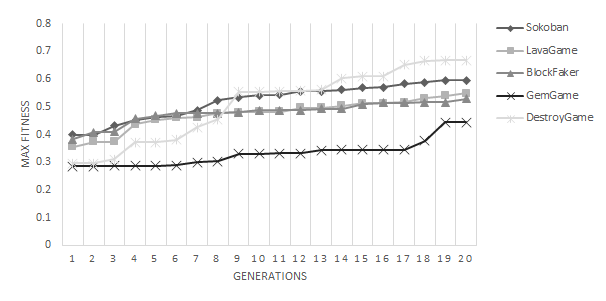 0.8
0.7
0.6
0.5
0.4
0.3
0.2
0.1
0
MAX FITNESS
1 2 3 4 5 6 7 8 9 10 11 12 13 14 15 16 17 18 19 20
GENERATIONS
Sokoban
LavaGame
BlockFaker
GemGame
DestroyGame